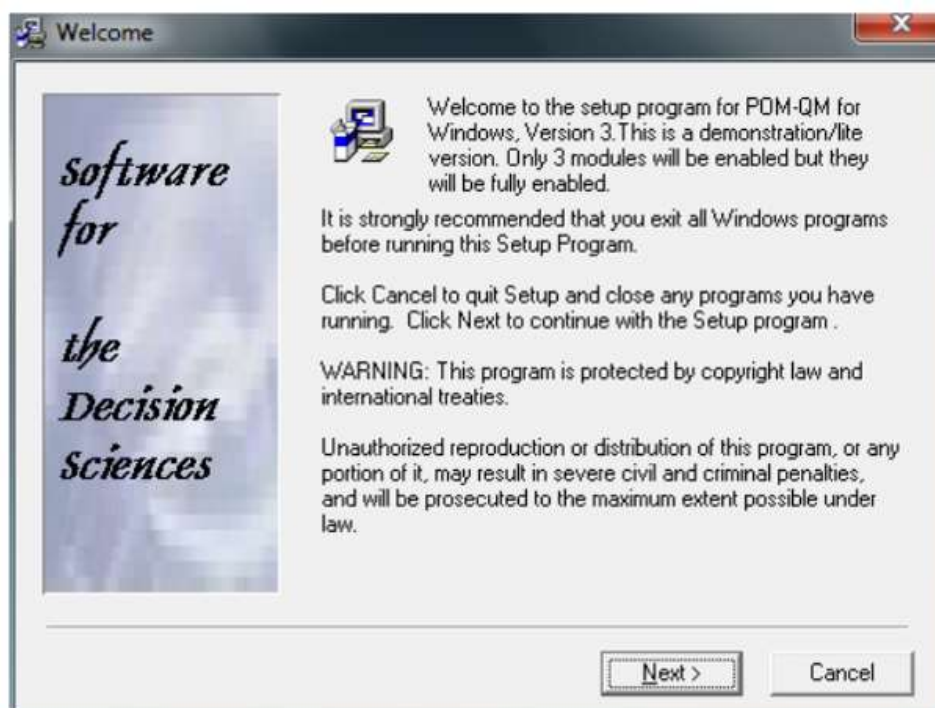 Welcome
Software
for
the
Decision
Sciences
Welcome to the setup program for POM-QM for
Windows, Version 3.This is a demonstration/lite
version. Only 3 modules will be enabled but they
will be fully enabled.
It is strongly recommended that you exit all Windows programs
before running this Setup Program.
Click Cancel to quit Setup and close any programs you have
running.  Click Next to continue with the Setup program .
WARNING: This program is protected by copyright law and
international treaties.
Unauthorized reproduction or distribution of this program, or any
portion of it, may result in severe civil and criminal penalties,
and will be prosecuted to the maximum extent possible under
law.
Next >
Cancel